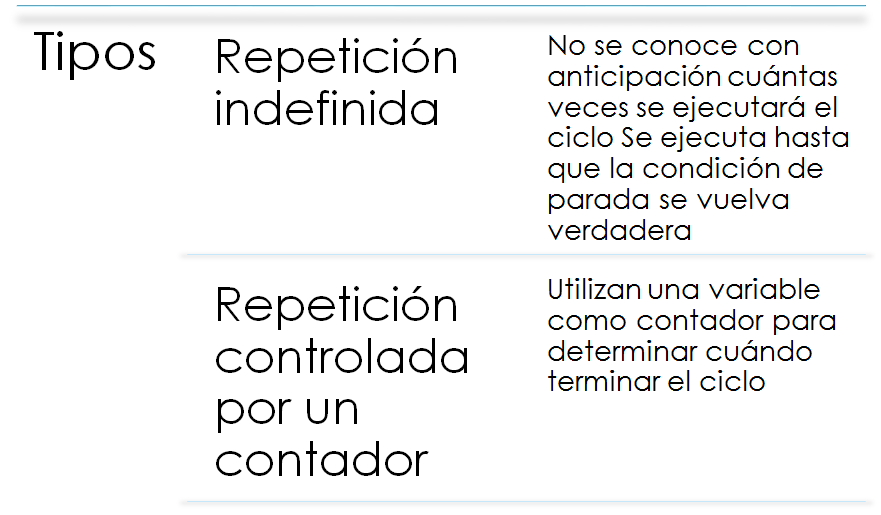 Tipos
Repetición
indefinida
No se conoce con
anticipación cuántas
veces se ejecutará el
ciclo Se ejecuta hasta
que la condición de
parada se vuelva
verdadera
Repetición
controlada
por un
contador
Utilizan una variable
como contador para
determinar cuándo
terminar el ciclo